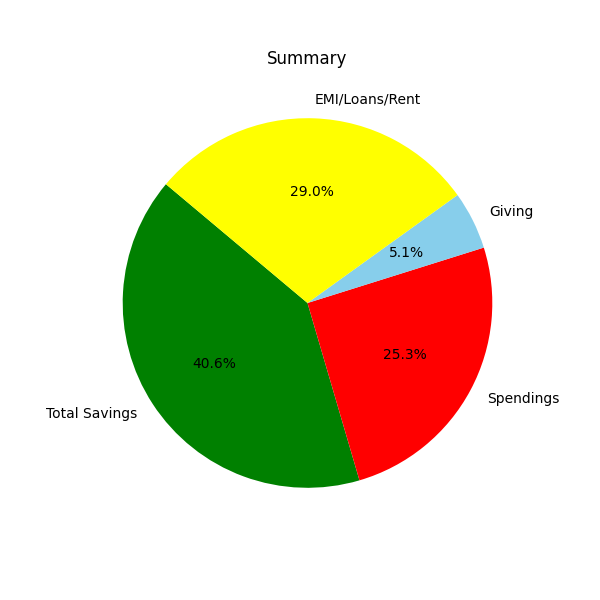 Summary
EMI/Loans/Rent
29.0%
Giving
5.1%
25.3%
40.6%
Spendings
Total Savings